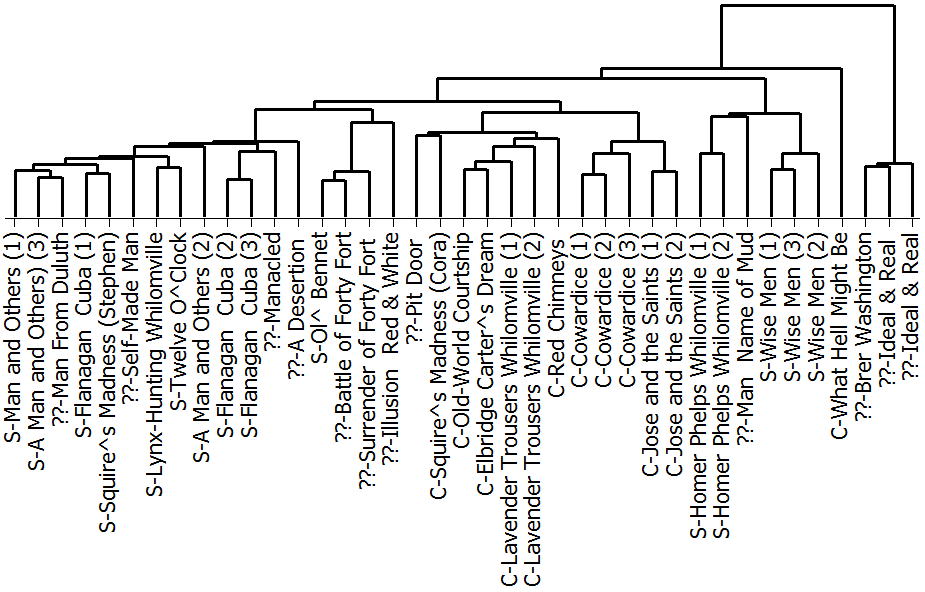 S-Man and Others (1)
S-A Man and Others) (3)
??-Man From Duluth
S-Flanagan Cuba (1)
S-Squire^s Madness (Stephen)
??-Self-Made Man
S-Lynx-Hunting Whilomville
S-Twelve O^Clock
S-A Man and Others (2)
S-Flanagan Cuba (2)
S-Flanagan Cuba (3)
??-Manacled
??-A Desertion
S-Ol^ Bennet
??-Battle of Forty Fort
??-Surrender of Forty Fort
??-Illusion Red & White
??-Pit Door
C-Squire^s Madness (Cora)
C-Old-World Courtship
C-Elbridge Carter^s Dream
C-Lavender Trousers Whilomville (1)
C-Lavender Trousers Whilomville (2)
C-Red Chimneys
C-Cowardice (1)
C-Cowardice (2)
C-Cowardice (3)
C-Jose and the Saints (1)
C-Jose and the Saints (2)
S-Homer Phelps Whilomville (1)
S-Homer Phelps Whilomville (2)
??-Man Name of Mud
S-Wise Men (1)
S-Wise Men (3)
S-Wise Men (2)
C-What Hell Might Be
??-Brer Washington
??-Ideal & Real
??-Ideal & Real